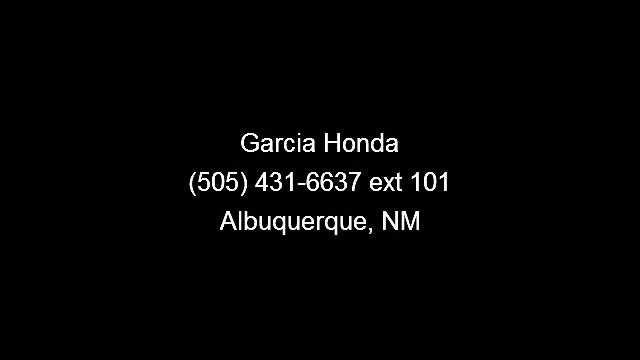 Garcia Honda
(505) 431-6637 ext 101
Albuquerque, NM